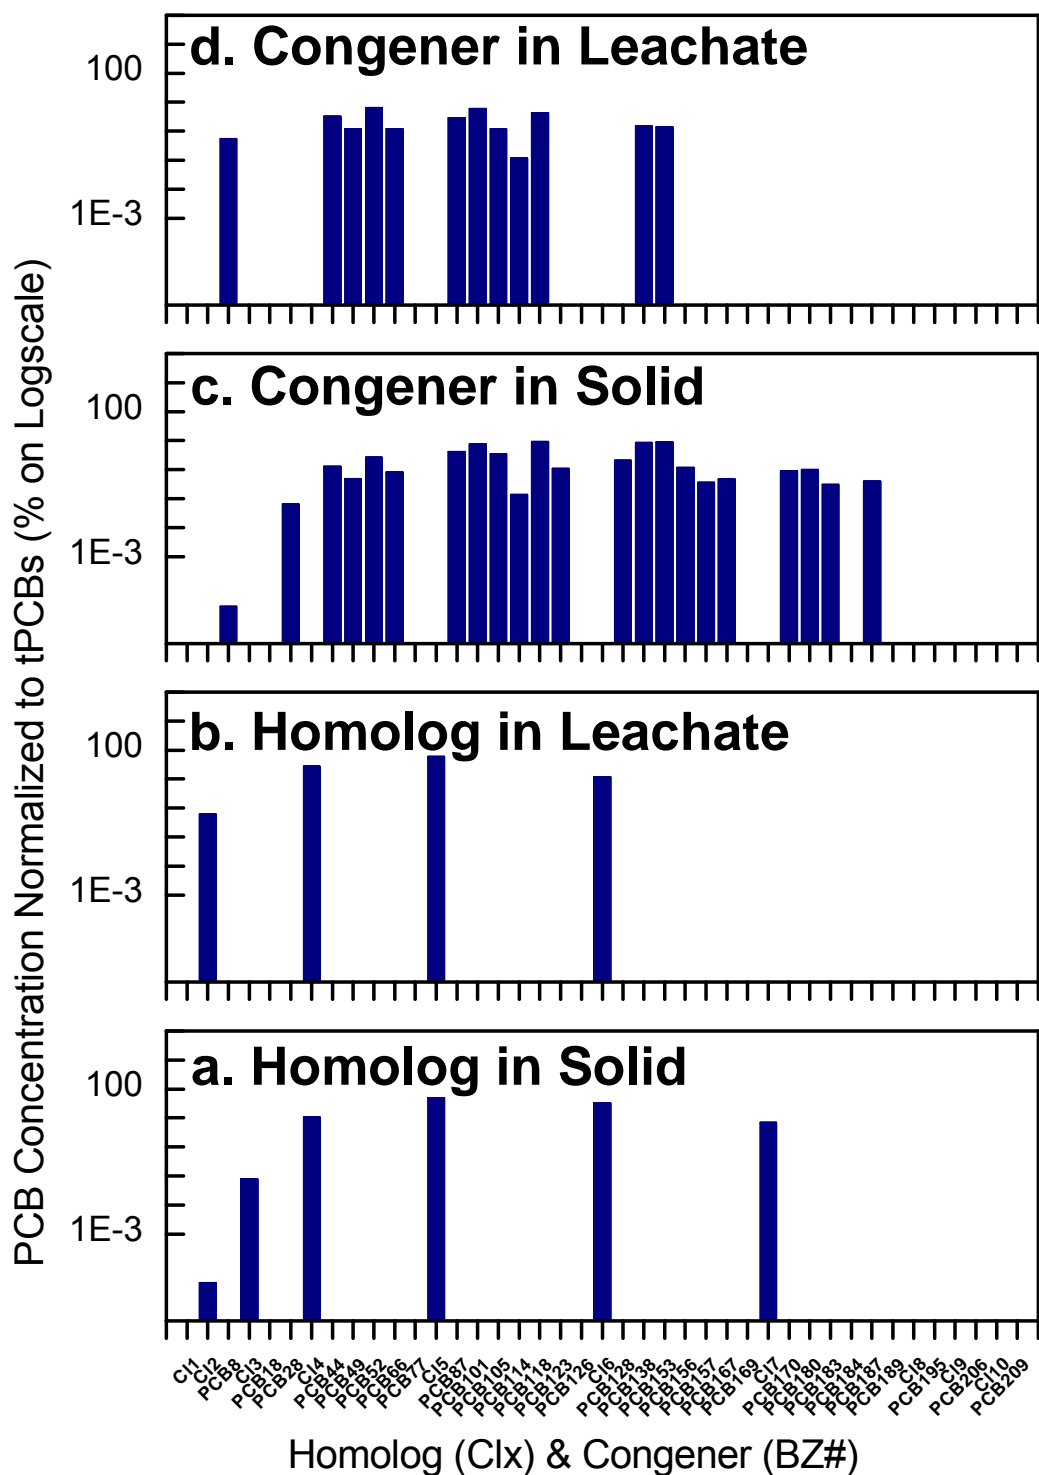 PCB Concentration Normalized to tPCBs (% on Logscale)
d. Congener in Leachate
100
1E-3
c. Congener in Solid
100
1E-3
b. Homolog in Leachate
100
1E-3
a. Homolog in Solid
100
1E-3
Cl1
Cl2
PCB8
Cl3
PCB18
PCB28
Cl4
PCB44
PCB49
PCB52
PCB66
PCB77
Cl5
PCB87
PCB101
PCB105
PCB114
PCB118
PCB123
PCB126
Cl6
PCB128
PCB138
PCB153
PCB156
PCB157
PCB167
PCB169
Cl7
PCB170
PCB180
PCB183
PCB184
PCB187
PCB189
Cl8
PCB195
Cl9
PCB206
Cl10
PCB209
Homolog (Clx) & Congener (BZ#)